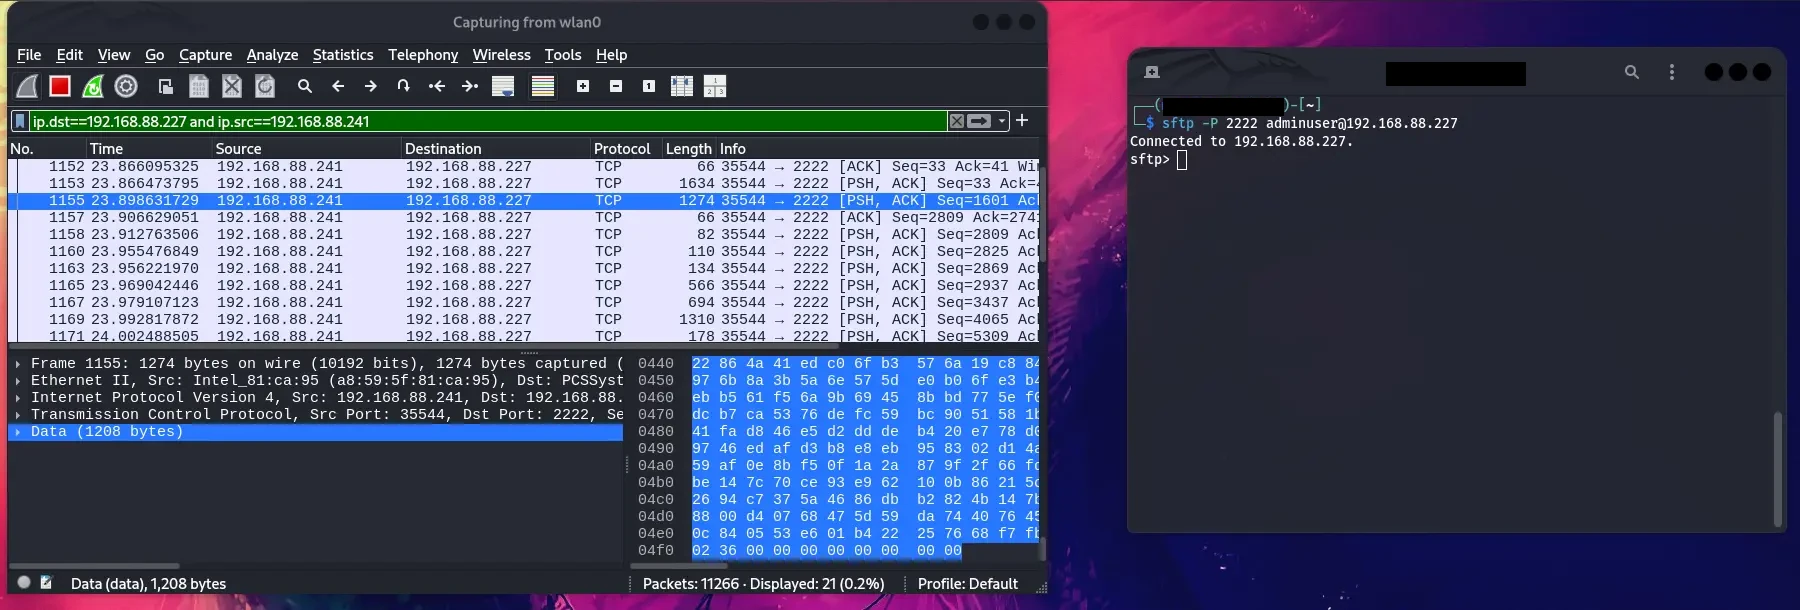 Capturing from wlan0
File Edit View Go Capture Analyze Statistics Telephony Wireless Tools Help
ip.dst==192.168.88.227 and ip.src==192.168.88.241
No. Time Source Destination Protocol Length Info
1152 23.866095325 192.168.88.241 192.168.88.227 TCP 66 35544 → 2222 [ACK] Seq=33 Ack=41 Wi
1153 23.866473795 192.168.88.241 192.168.88.227 TCP 1634 35544 → 2222 [PSH, ACK] Seq=33 Ack=4
1155 23.898631729 192.168.88.241 192.168.88.227 TCP 1274 35544 → 2222 [PSH, ACK] Seq=1601 Ac
1157 23.906629051 192.168.88.241 192.168.88.227 TCP 66 35544 → 2222 [ACK] Seq=2809 Ack=274
1158 23.912763506 192.168.88.241 192.168.88.227 TCP 82 35544 → 2222 [PSH, ACK] Seq=2809 Ac
1160 23.955476849 192.168.88.241 192.168.88.227 TCP 110 35544 → 2222 [PSH, ACK] Seq=2825 Ac
1163 23.956221970 192.168.88.241 192.168.88.227 TCP 134 35544 → 2222 [PSH, ACK] Seq=2869 Ac
1165 23.969042446 192.168.88.241 192.168.88.227 TCP 566 35544 → 2222 [PSH, ACK] Seq=2937 Ac
1167 23.979107123 192.168.88.241 192.168.88.227 TCP 694 35544 → 2222 [PSH, ACK] Seq=3437 Ac
1169 23.992817872 192.168.88.241 192.168.88.227 TCP 1310 35544 → 2222 [PSH, ACK] Seq=4065 Ac
1171 24.002488505 192.168.88.241 192.168.88.227 TCP 178 35544 → 2222 [PSH, ACK] Seq=5309 Ac
Frame 1155: 1274 bytes on wire (10192 bits), 1274 bytes captured (
Ethernet II, Src: Intel_81:ca:95 (a8:59:5f:81:ca:95), Dst: PCSSyst
Internet Protocol Version 4, Src: 192.168.88.241, Dst: 192.168.88.
Transmission Control Protocol, Src Port: 35544, Dst Port: 2222, Se
Data (1208 bytes)
0440 22 86 4a 41 ed c0 6f b3 57 6a 19 c8 84
0450 97 6b 8a 3b 5a 6e 57 5d e0 b0 6f e3 b4
0460 eb b5 61 f5 6a 9b 69 45 8b bd 77 5e f0
0470 dc b7 ca 53 76 de fc 59 bc 90 51 58 1b
0480 41 fa d8 46 e5 d2 dd de b4 20 e7 78 d0
0490 97 46 ed af d3 b8 e8 eb 95 83 02 d1 4a
04a0 59 af 0e 8b f5 0f 1a 2a 87 9f 2f 66 fd
04b0 be 14 7c 70 ce 93 e9 62 10 0b 86 21 5c
04c0 26 94 c7 37 5a 46 86 db b2 82 4b 14 7b
04d0 88 00 d4 07 68 47 5d 59 da 74 40 76 45
04e0 0c 84 05 53 e6 01 b4 22 25 76 68 f7 fb
04f0 02 36 00 00 00 00 00 00 00 00
Data (data), 1,208 bytes
Packets: 11266 · Displayed: 21 (0.2%)
Profile: Default
)-[~]
$ sftp -P 2222 adminuser@192.168.88.227
Connected to 192.168.88.227.
sftp>